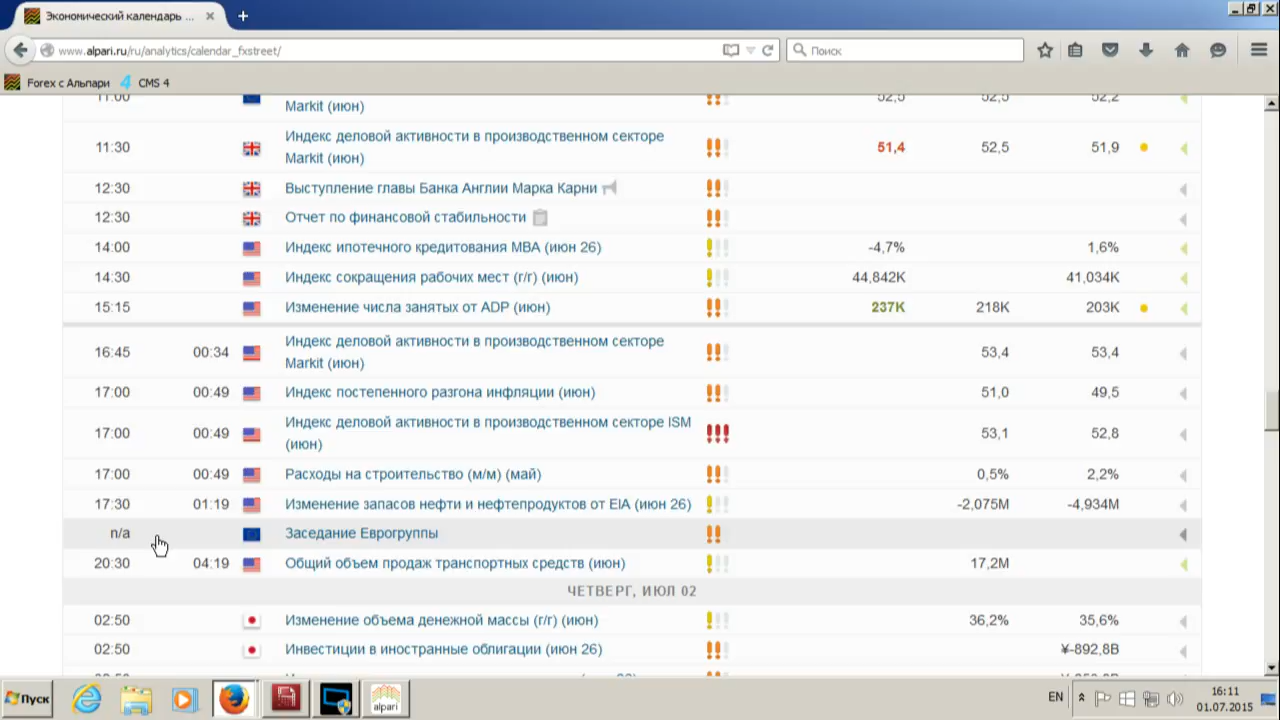 Экономический календарь ...
www.alpari.ru/ru/analytics/calendar_fxstreet/
Поиск
Forex с Альпари
CMS 4
11:00 Markit (июн) 52,5 52,5 52,2
11:30 Индекс деловой активности в производственном секторе 51,4 52,5 51,9
Markit (июн)
12:30 Выступление главы Банка Англии Марка Карни
12:30 Отчет по финансовой стабильности
14:00 Индекс ипотечного кредитования MBA (июн 26) -4,7% 1,6%
14:30 Индекс сокращения рабочих мест (г/г) (июн) 44,842K 41,034K
15:15 Изменение числа занятых от ADP (июн) 237K 218K 203K
16:45 00:34 Индекс деловой активности в производственном секторе 53,4 53,4
Markit (июн)
17:00 00:49 Индекс постепенного разгона инфляции (июн) 51,0 49,5
17:00 00:49 Индекс деловой активности в производственном секторе ISM 53,1 52,8
(июн)
17:00 00:49 Расходы на строительство (м/м) (май) 0,5% 2,2%
17:30 01:19 Изменение запасов нефти и нефтепродуктов от EIA (июн 26) -2,075M -4,934M
n/a Заседание Еврогруппы
20:30 04:19 Общий объем продаж транспортных средств (июн) 17,2M
ЧЕТВЕРГ, ИЮЛ 02
02:50 Изменение объема денежной массы (г/г) (июн) 36,2% 35,6%
02:50 Инвестиции в иностранные облигации (июн 26) ¥-892,8B
Пуск
alpari
EN
16:11
01.07.2015